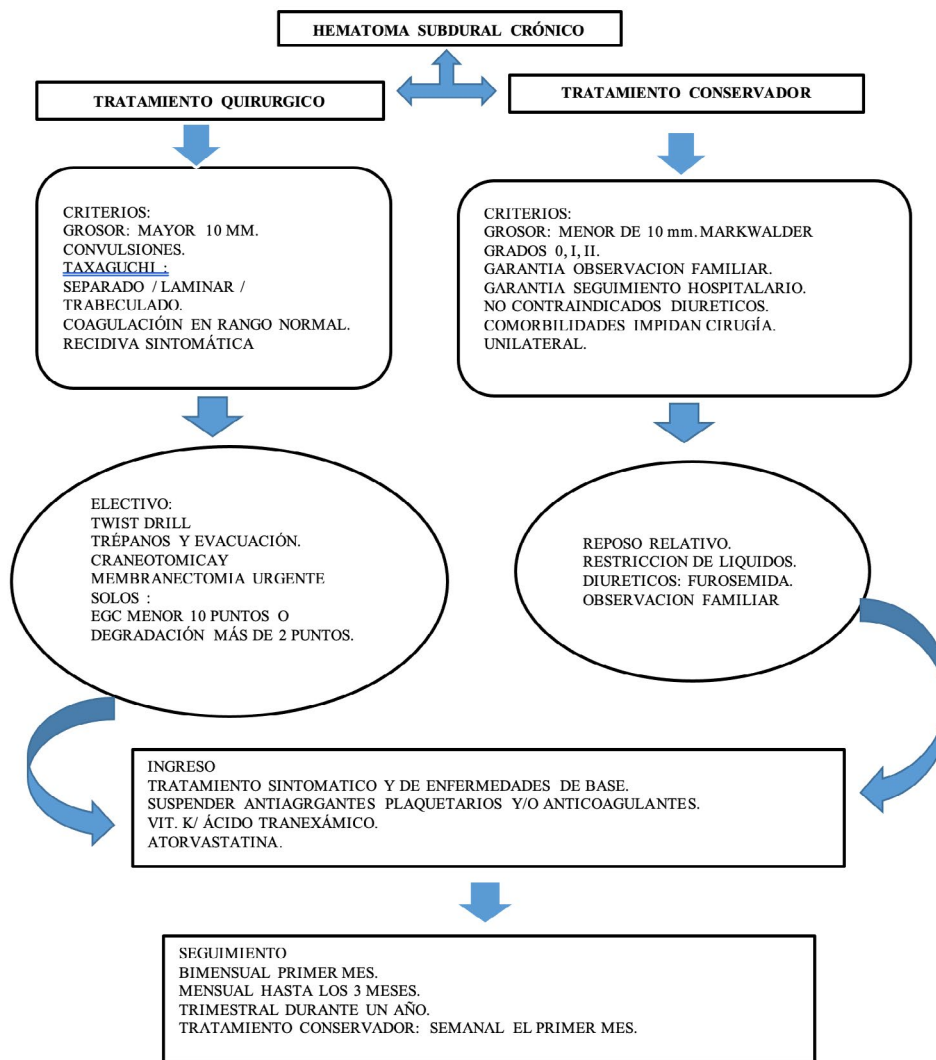 HEMATOMA SUBDURAL CRÓNICO
TRATAMIENTO QUIRURGICO
TRATAMIENTO CONSERVADOR
CRITERIOS:
GROSOR: MAYOR 10 MM.
CONVULSIONES.
TAXAGUCHI :
SEPARADO / LAMINAR /
TRABECULADO.
COAGULACIÓIN EN RANGO NORMAL.
RECIDIVA SINTOMÁTICA
CRITERIOS:
GROSOR: MENOR DE 10 mm. MARKWALDER
GRADOS 0, I, II.
GARANTIA OBSERVACION FAMILIAR.
GARANTIA SEGUIMIENTO HOSPITALARIO.
NO CONTRAINDICADOS DIURETICOS.
COMORBILIDADES IMPIDAN CIRUGÍA.
UNILATERAL.
ELECTIVO:
TWIST DRILL
TRÉPANOS Y EVACUACIÓN.
CRANEOTOMICAY
MEMBRANECTOMIA URGENTE
SOLOS :
EGC MENOR 10 PUNTOS O
DEGRADACIÓN MÁS DE 2 PUNTOS.
REPOSO RELATIVO.
RESTRICCION DE LIQUIDOS.
DIURETICOS: FUROSEMIDA.
OBSERVACION FAMILIAR
INGRESO
TRATAMIENTO SINTOMATICO Y DE ENFERMEDADES DE BASE.
SUSPENDER ANTIAGRGANTES PLAQUETARIOS Y/O ANTICOAGULANTES.
VIT. K/ ÁCIDO TRANEXÁMICO.
ATORVASTATINA.
SEGUIMIENTO
BIMENSUAL PRIMER MES.
MENSUAL HASTA LOS 3 MESES.
TRIMESTRAL DURANTE UN AÑO.
TRATAMIENTO CONSERVADOR: SEMANAL EL PRIMER MES.